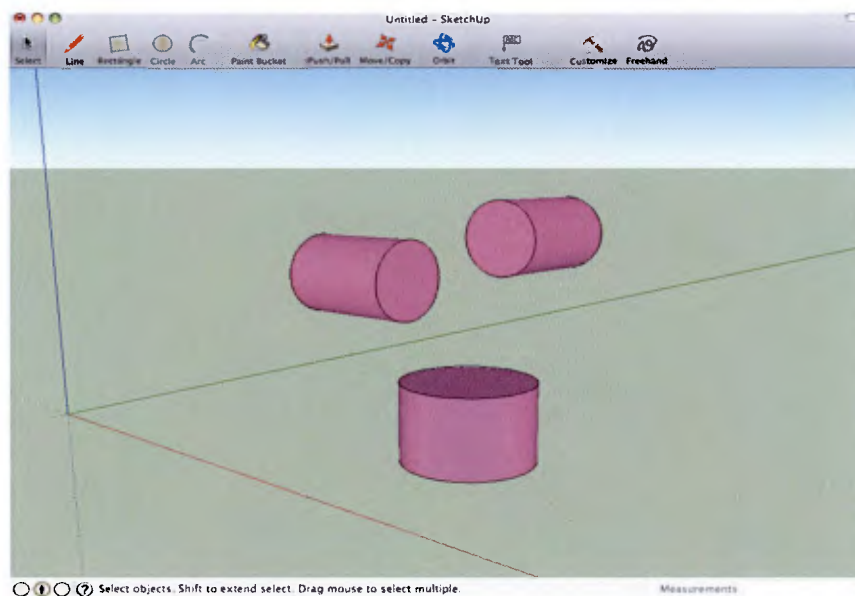 Untitled - SketchUp
Select Line Rectangle Circle Arc Paint Bucket Push/Pull Move/Copy Orbit Text Tool Customize Freehand
Select objects. Shift to extend select. Drag mouse to select multiple. Measurements